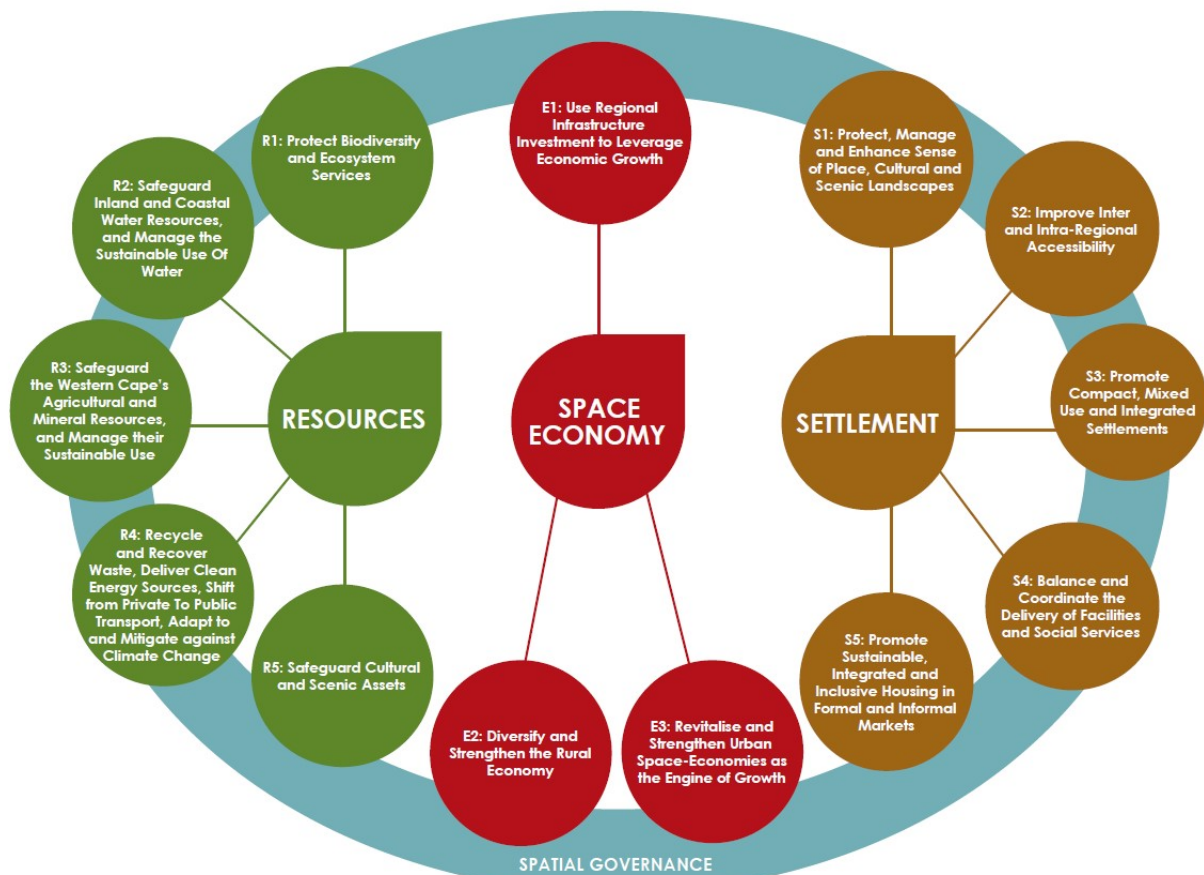 E1: Use Regional
Infrastructure
Investment to Leverage
Economic Growth
R1: Protect Biodiversity
and Ecosystem
Services
S1: Protect, Manage
and Enhance Sense
of Place, Cultural and
Scenic Landscapes
R2: Safeguard
Inland and Coastal
Water Resources,
and Manage the
Sustainable Use Of
Water
S2: Improve Inter
and Intra-Regional
Accessibility
R3: Safeguard
the Western Cape's
Agricultural and
Mineral Resources,
and Manage their
Sustainable Use
RESOURCES
SPACE
ECONOMY
SETTLEMENT
S3: Promote
Compact, Mixed
Use and Integrated
Settlements
R4: Recycle
and Recover
Waste, Deliver Clean
Energy Sources, Shift
from Private To Public
Transport, Adapt to
and Mitigate against
Climate Change
S4: Balance and
Coordinate the
Delivery of Facilities
and Social Services
R5: Safeguard Cultural
and Scenic Assets
S5: Promote
Sustainable,
Integrated and
Inclusive Housing in
Formal and Informal
Markets
E2: Diversify and
Strengthen the Rural
Economy
E3: Revitalise and
Strengthen Urban
Space-Economies as
the Engine of Growth
SPATIAL GOVERNANCE